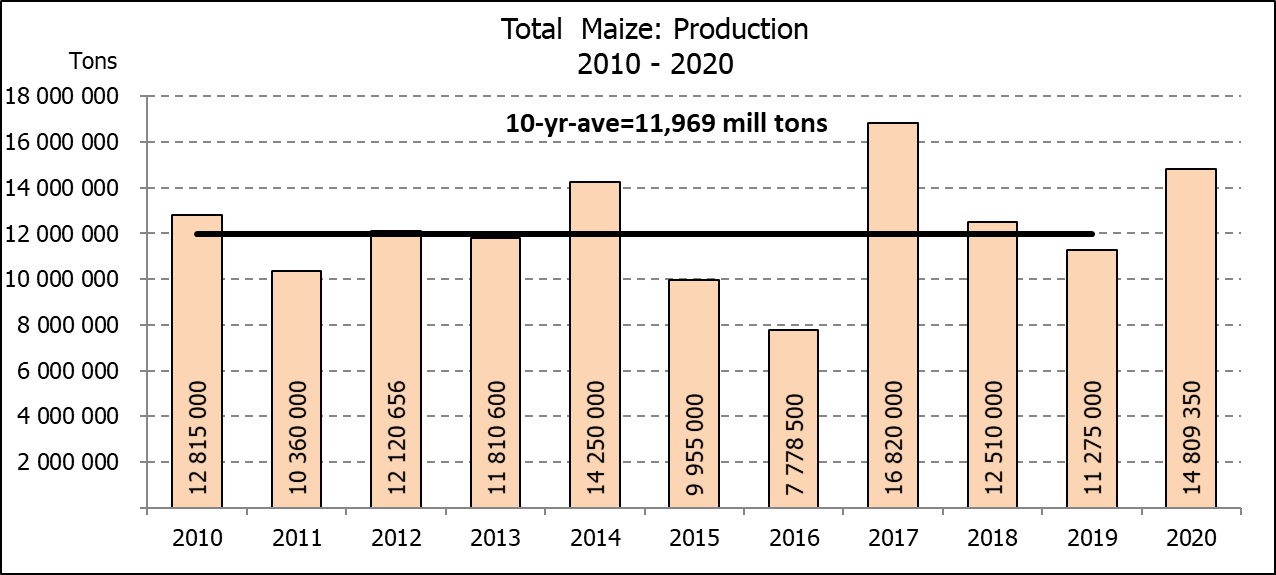 Total  Maize: Production
2010 - 2020
Tons
18 000 000
10-yr-ave=11,969 mill tons
16 000 000
14 000 000
12 000 000
10 000 000
8 000 000
6 000 000
4 000 000
2 000 000
12 815 000
10 360 000
12 120 656
11 810 600
14 250 000
9 955 000
7 778 500
16 820 000
12 510 000
11 275 000
14 809 350
2010 2011 2012 2013 2014 2015 2016 2017 2018 2019 2020